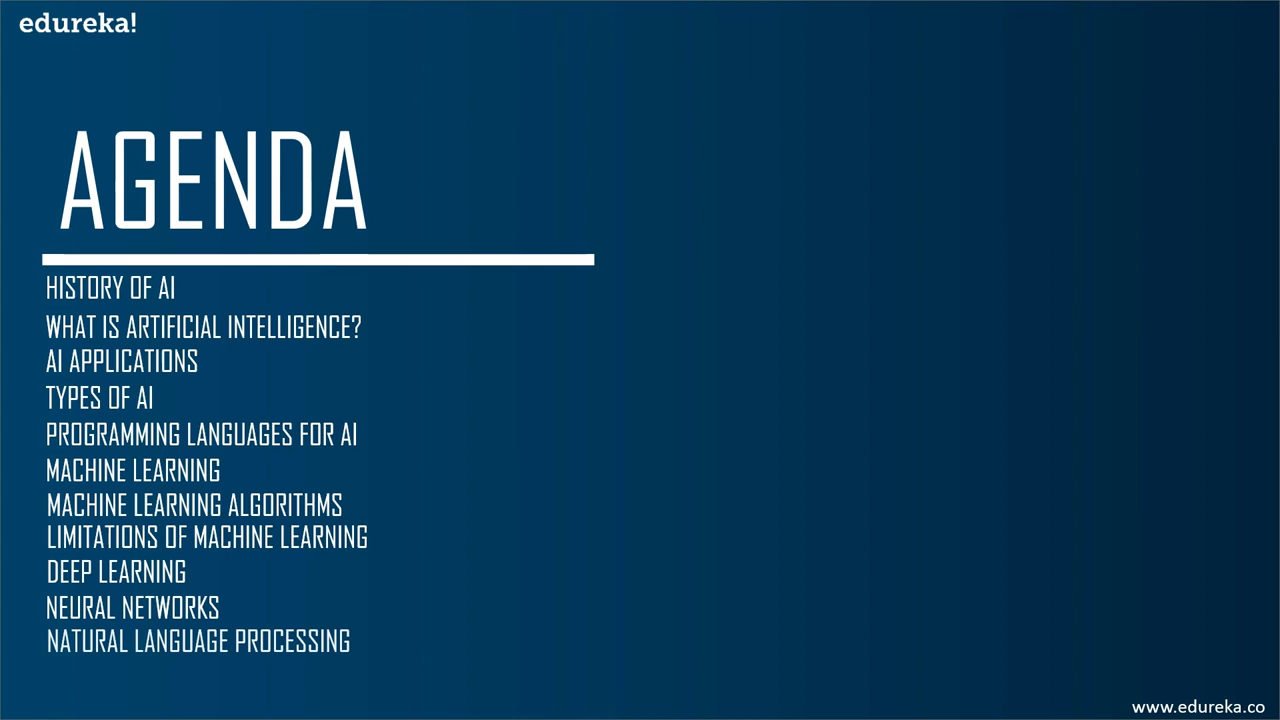 edureka!
AGENDA
HISTORY OF AI
WHAT IS ARTIFICIAL INTELLIGENCE?
AI APPLICATIONS
TYPES OF AI
PROGRAMMING LANGUAGES FOR AI
MACHINE LEARNING
MACHINE LEARNING ALGORITHMS
LIMITATIONS OF MACHINE LEARNING
DEEP LEARNING
NEURAL NETWORKS
NATURAL LANGUAGE PROCESSING
www.edureka.co